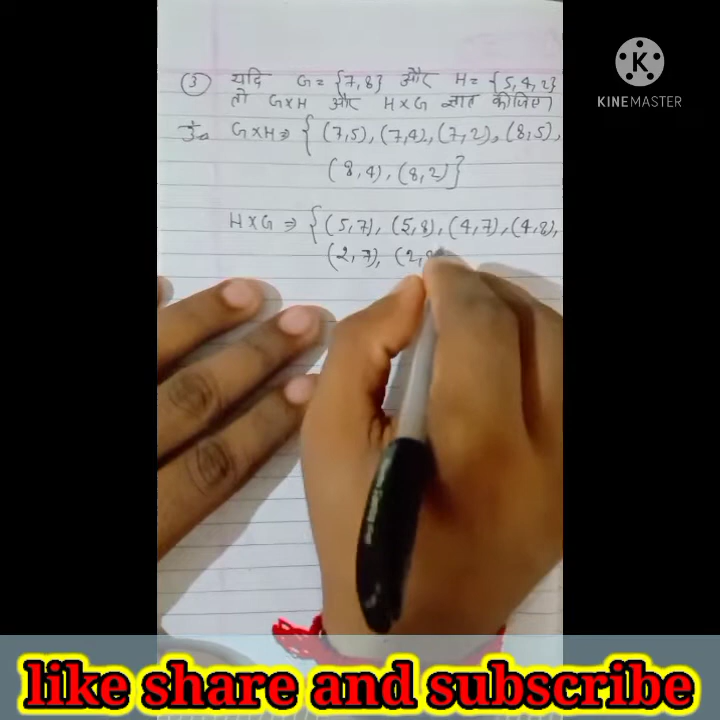 ③ यदि G = {7,8} और H = {5,4,2}
तो G×H और H×G ज्ञात कीजिए।
उ० G×H ⇒ { (7,5), (7,4), (7,2), (8,5),
(8,4), (8,2) }
H×G ⇒ { (5,7), (5,8), (4,7), (4,8),
(2,7), (2,
KINEMASTER
like share and subscribe